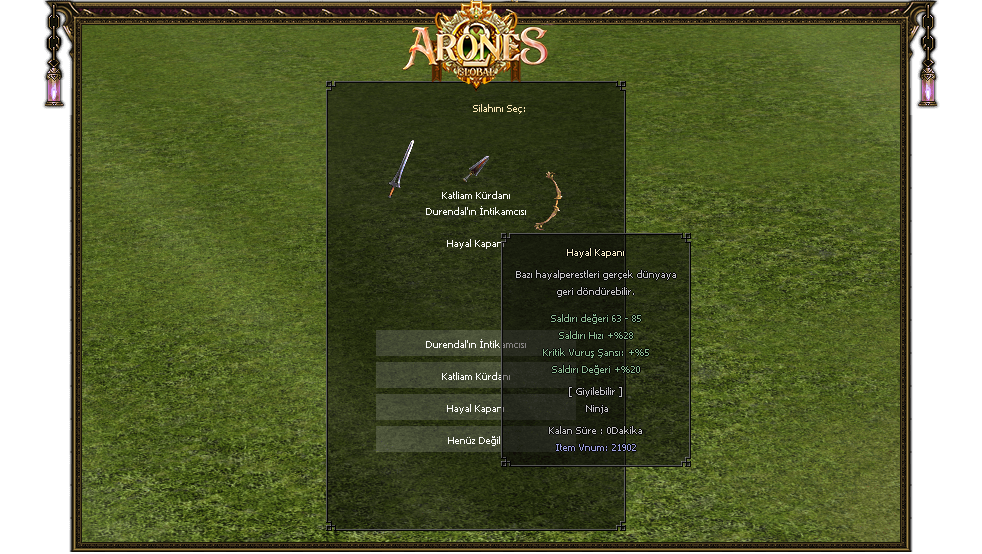 ARONES
GLOBAL
Silahını Seç:
Katliam Kürdanı
Durendal'ın İntikamcısı
Hayal Kapanı
Hayal Kapanı
Bazı hayalperestleri gerçek dünyaya
geri döndürebilir.
Saldırı değeri 63 - 85
Saldırı Hızı +%28
Kritik Vuruş Şansı: +%5
Saldırı Değeri +%20
[ Giyilebilir ]
Ninja
Kalan Süre : 0Dakika
Item Vnum: 21902
Durendal'ın İntikamcısı
Katliam Kürdanı
Hayal Kapanı
Henüz Değil